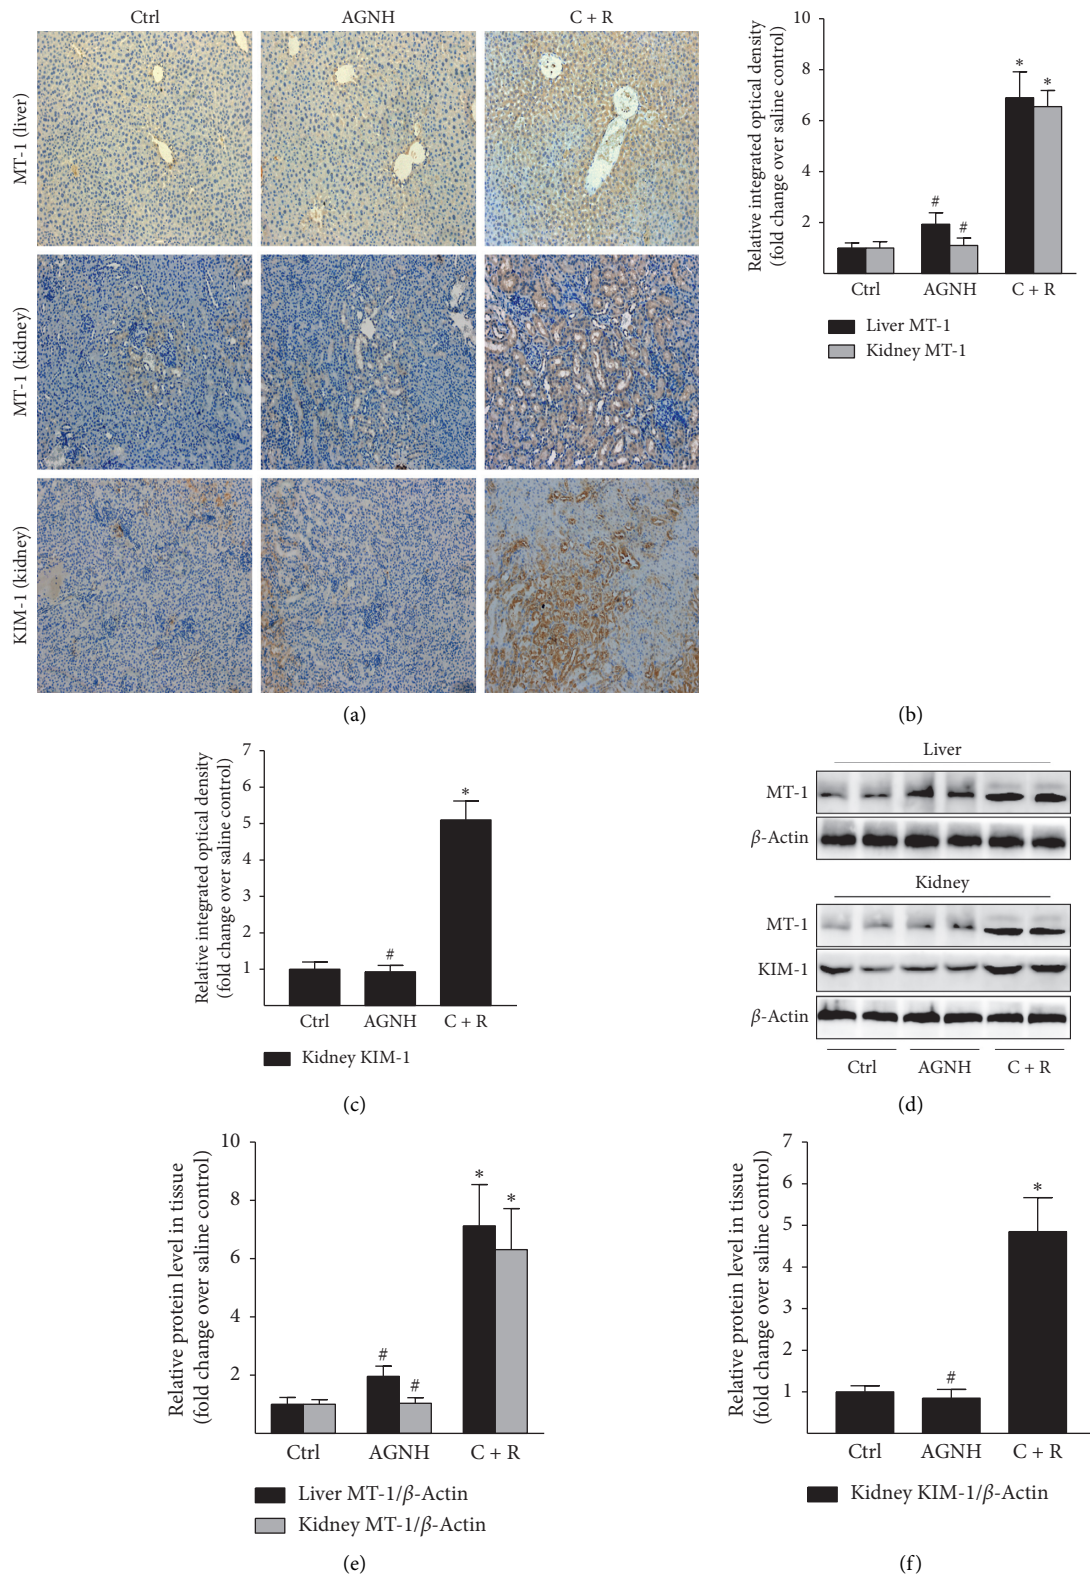 Ctrl
AGNH
C + R
MT-1 (liver)
MT-1 (kidney)
KIM-1 (kidney)
(a)
Relative integrated optical density
(fold change over saline control)
10
8
6
4
2
*
*
#
#
Ctrl
AGNH
C + R
Liver MT-1
Kidney MT-1
(b)
Relative integrated optical density
(fold change over saline control)
7
6
5
4
3
2
1
*
#
Ctrl
AGNH
C + R
Kidney KIM-1
(c)
Liver
MT-1
β-Actin
Kidney
MT-1
KIM-1
β-Actin
Ctrl
AGNH
C + R
(d)
Relative protein level in tissue
(fold change over saline control)
10
8
6
4
2
*
*
#
#
Ctrl
AGNH
C + R
Liver MT-1/β-Actin
Kidney MT-1/β-Actin
(e)
Relative protein level in tissue
(fold change over saline control)
7
6
5
4
3
2
1
*
#
Ctrl
AGNH
C + R
Kidney KIM-1/β-Actin
(f)